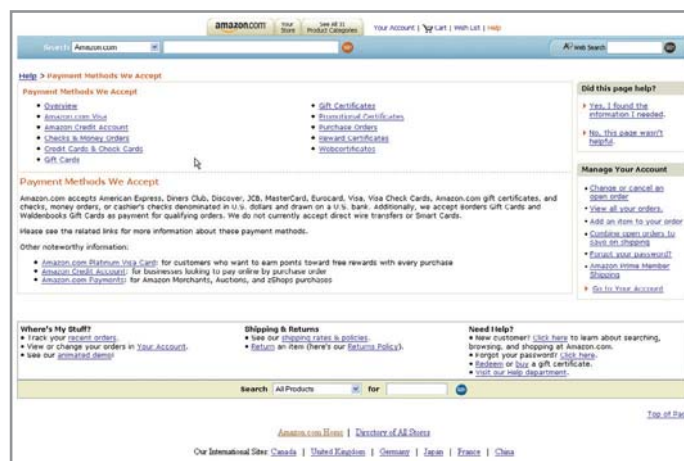 amazon.com
Your Store
See All 31 Product Categories
Your Account | Cart | Wish List | Help
Search Amazon.com GO!
A9 Web Search GO
Help > Payment Methods We Accept
Payment Methods We Accept
• Overview
• Amazon.com Visa
• Amazon Credit Account
• Checks & Money Orders
• Credit Cards & Check Cards
• Gift Cards
• Gift Certificates
• Promotional Certificates
• Purchase Orders
• Reward Certificates
• Webcertificates
Payment Methods We Accept
Amazon.com accepts American Express, Diners Club, Discover, JCB, MasterCard, Eurocard, Visa, Visa Check Cards, Amazon.com gift certificates, and
checks, money orders, or cashier's checks denominated in U.S. dollars and drawn on a U.S. bank. Additionally, we accept Borders Gift Cards and
Waldenbooks Gift Cards as payment for qualifying orders. We do not currently accept direct wire transfers or Smart Cards.
Please see the related links for more information about these payment methods.
Other noteworthy information:
• Amazon.com Platinum Visa Card: for customers who want to earn points toward free rewards with every purchase
• Amazon Credit Account: for businesses looking to pay online by purchase order
• Amazon.com Payments: for Amazon Merchants, Auctions, and zShops purchases
Did this page help?
Yes, I found the
information I needed.
No, this page wasn't
helpful.
Manage Your Account
• Change or cancel an
open order
• View all your orders.
• Add an item to your order
• Combine open orders to
save on shipping
• Forgot your password?
• Amazon Prime Member
Shipping
Go to Your Account
Where's My Stuff?
• Track your recent orders.
• View or change your orders in Your Account.
• See our animated demo!
Shipping & Returns
• See our shipping rates & policies.
• Return an item (here's our Returns Policy).
Need Help?
• New customer? Click here to learn about searching,
browsing, and shopping at Amazon.com.
• Forgot your password? Click here.
• Redeem or buy a gift certificate.
• Visit our Help department.
Search All Products for GO!
Top of Pag
Amazon.com Home | Directory of All Stores
Our International Sites: Canada | United Kingdom | Germany | Japan | France | China